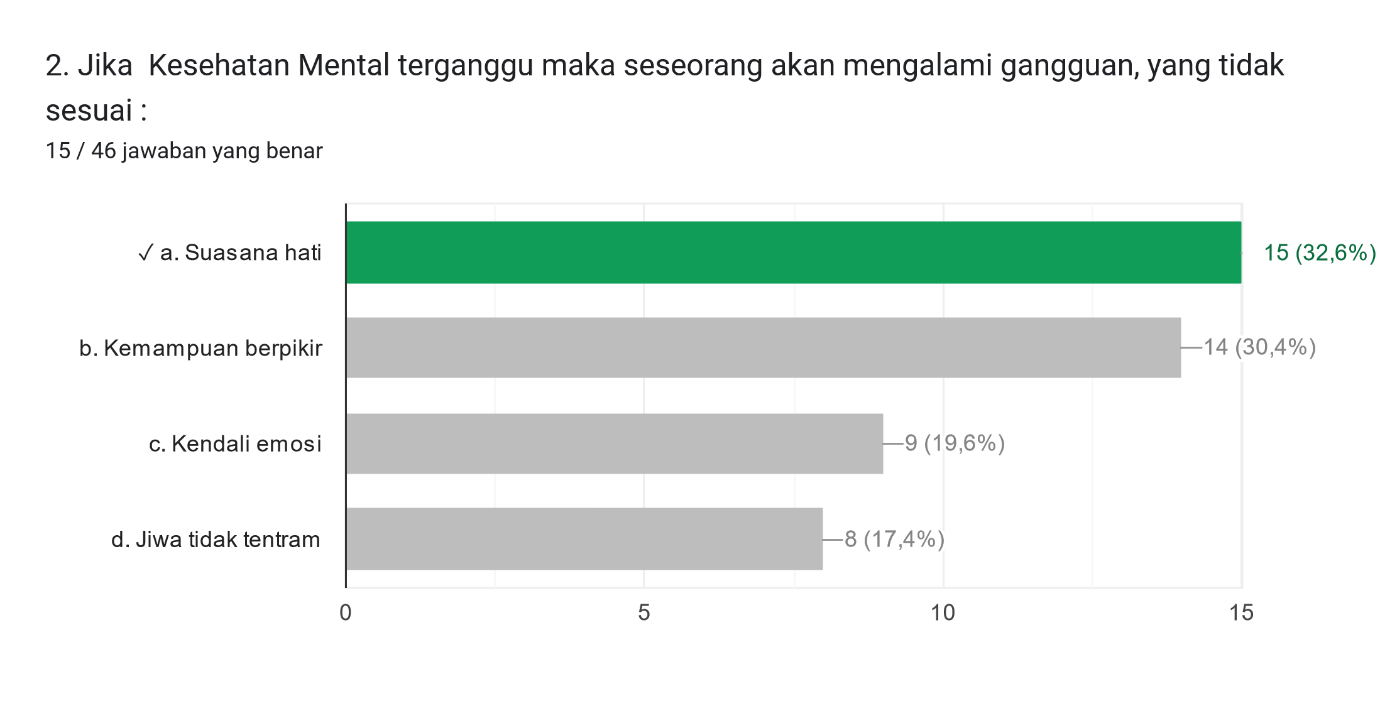 2. Jika  Kesehatan Mental terganggu maka seseorang akan mengalami gangguan, yang tidak
sesuai :
15 / 46 jawaban yang benar
✓ a. Suasana hati
15 (32,6%)
b. Kemampuan berpikir
14 (30,4%)
c. Kendali emosi
9 (19,6%)
d. Jiwa tidak tentram
8 (17,4%)
0 5 10 15